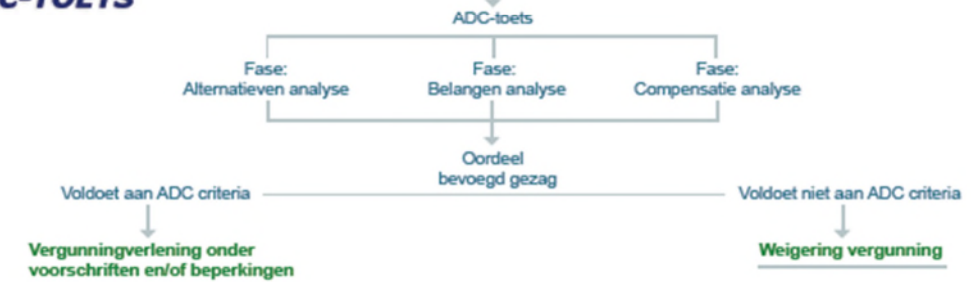 C-TOETS
ADC-toets
Fase:
Alternatieven analyse
Fase:
Belangen analyse
Fase:
Compensatie analyse
Oordeel
bevoegd gezag
Voldoet aan ADC criteria
Voldoet niet aan ADC criteria
Vergunningverlening onder
voorschriften en/of beperkingen
Weigering vergunning